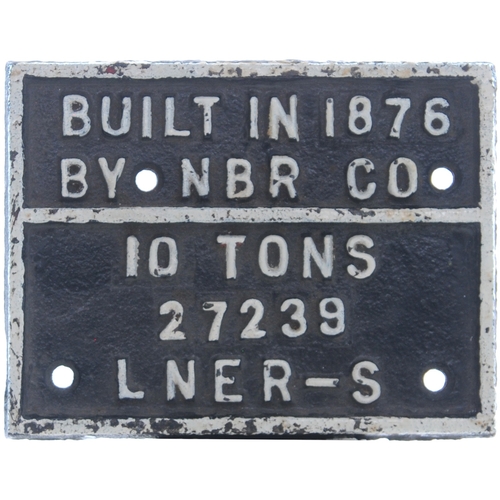 BUILT IN 1876
BY NBR CO
10 TONS
27239
LNER-S